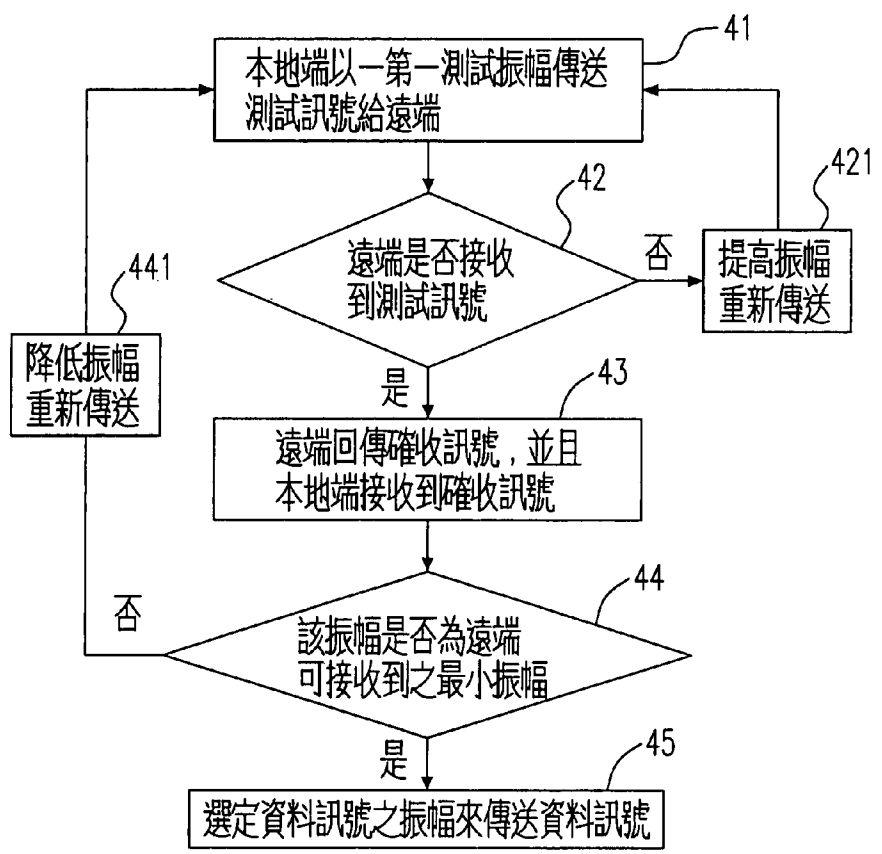 41
本地端以一第一測試振幅傳送
測試訊號給遠端
42
遠端是否接收
到測試訊號
否
421
提高振幅
重新傳送
441
降低振幅
重新傳送
是
43
遠端回傳確收訊號，並且
本地端接收到確收訊號
44
否
該振幅是否為遠端
可接收到之最小振幅
是
45
選定資料訊號之振幅來傳送資料訊號